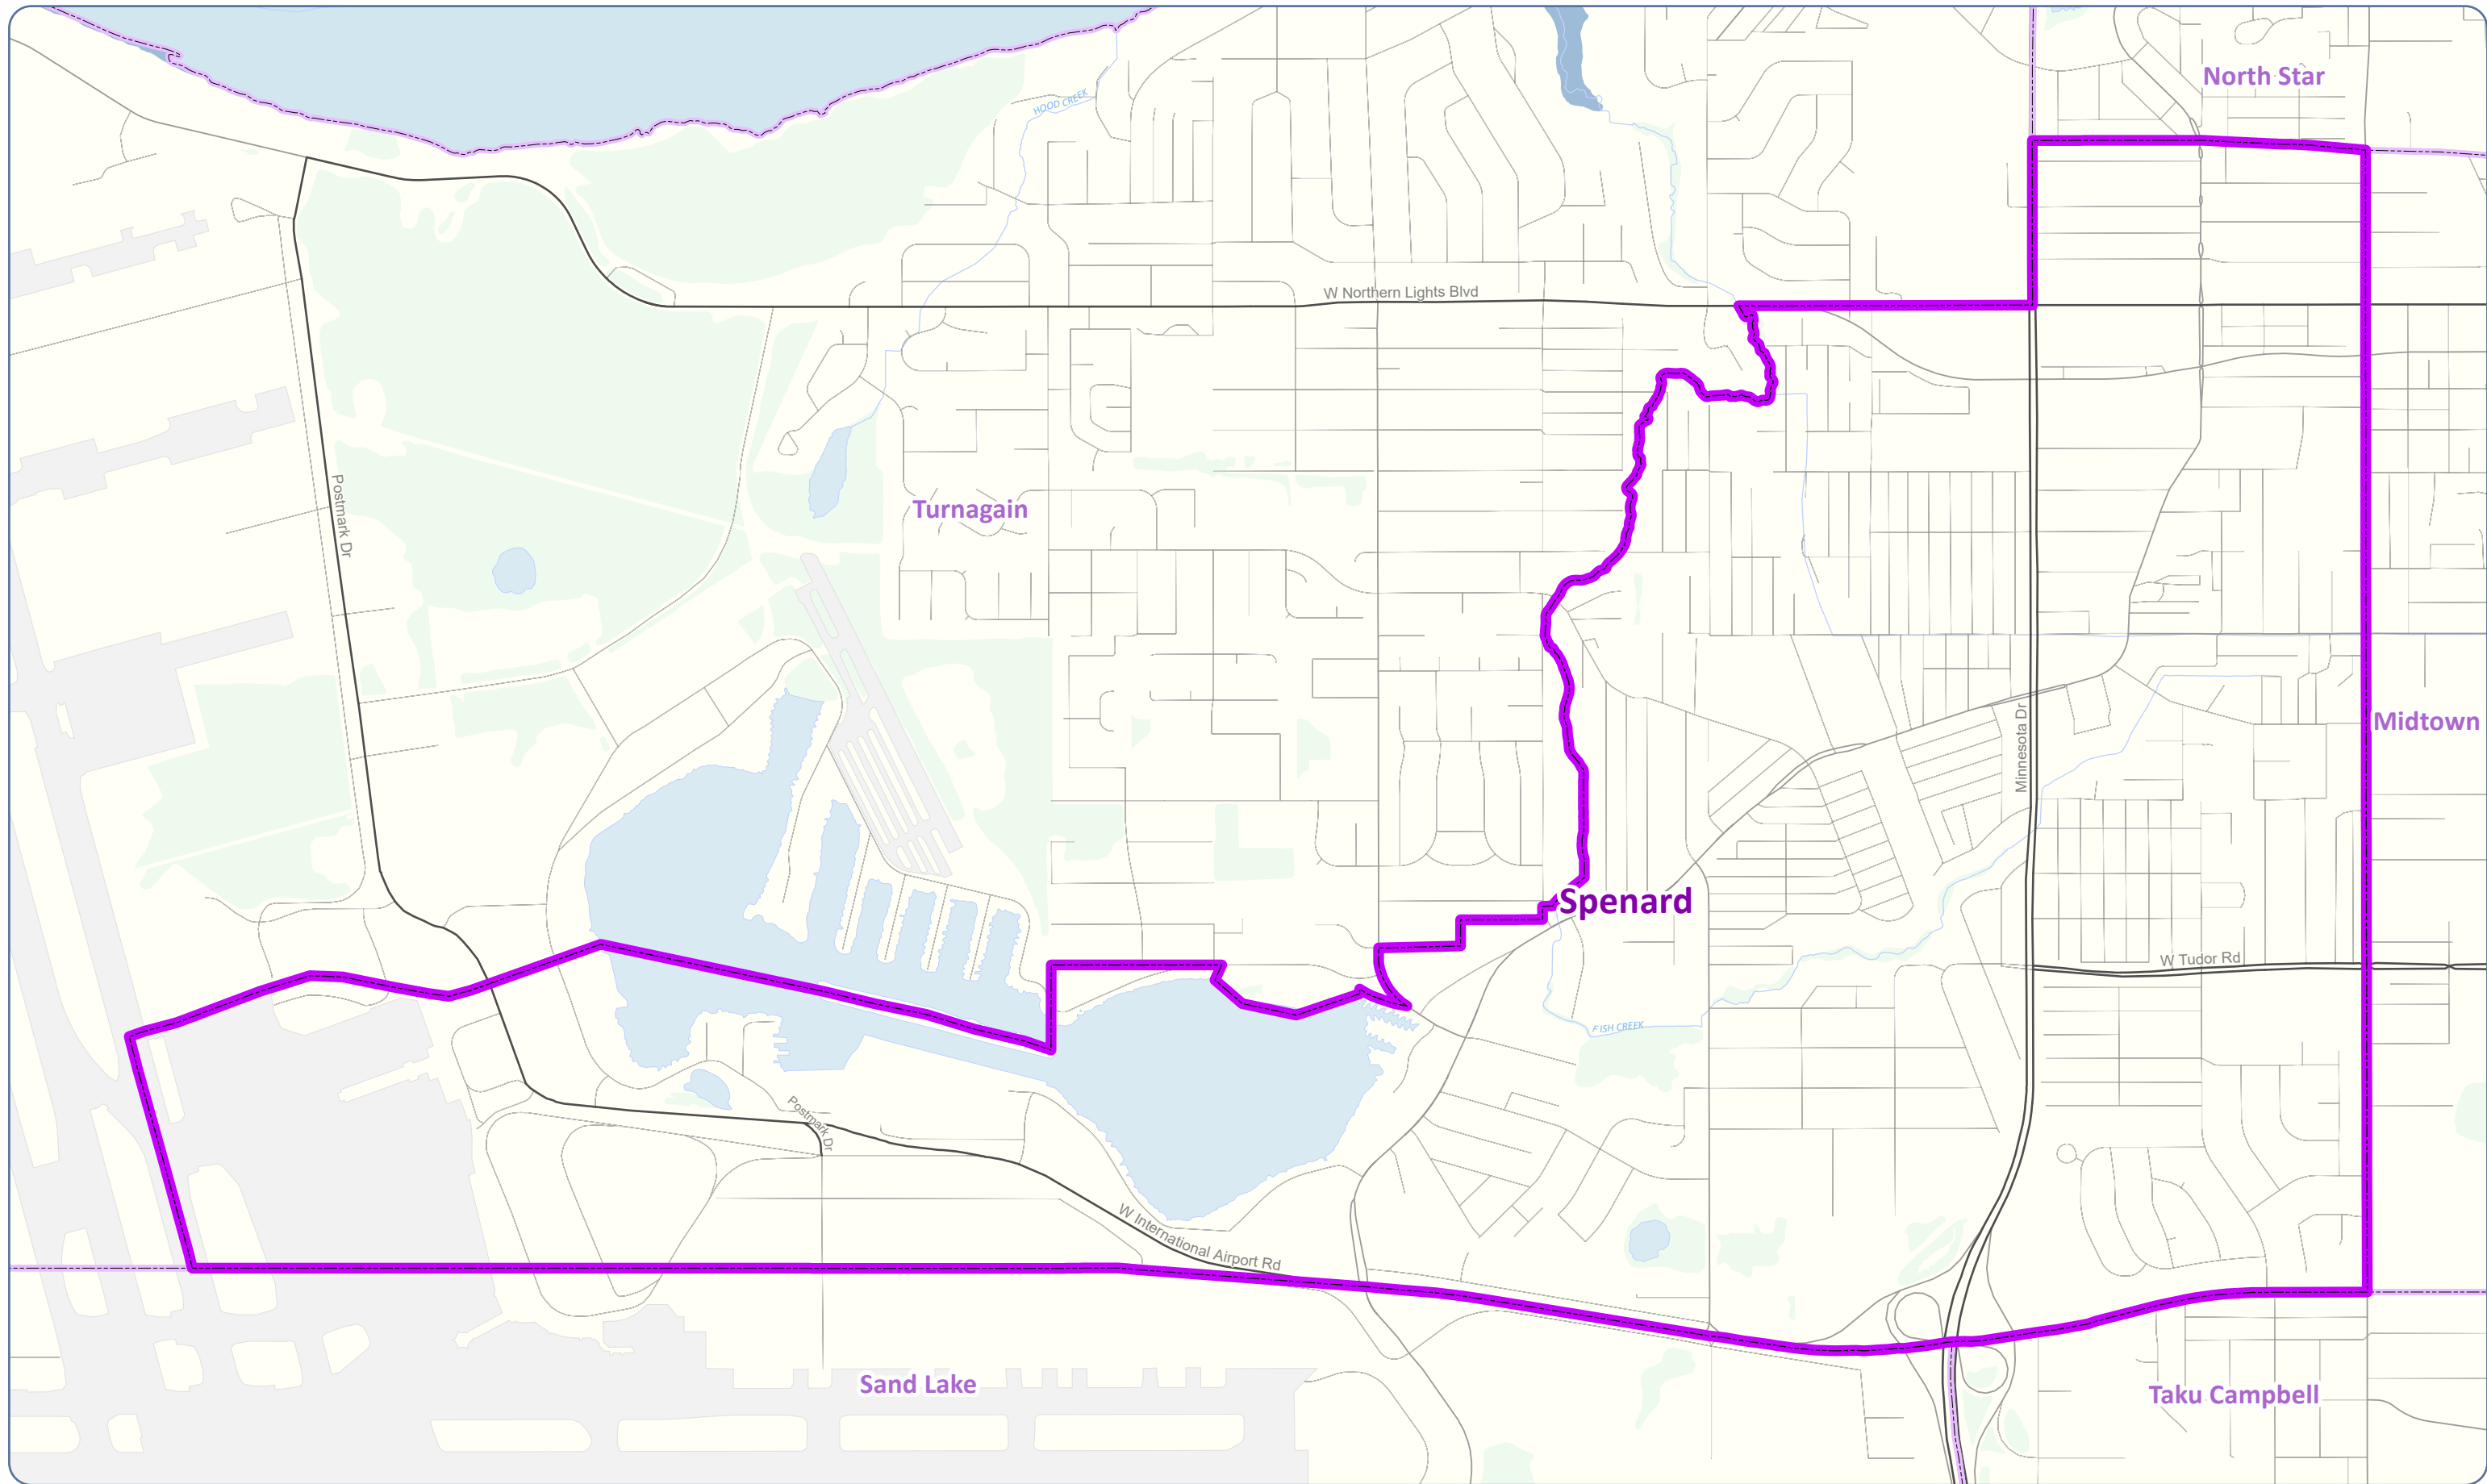 North Star
HOOD CREEK
W Northern Lights Blvd
Postmark Dr
Turnagain
Minnesota Dr
Midtown
Spenard
W Tudor Rd
FISH CREEK
Postmark Dr
W International Airport Rd
Sand Lake
Taku Campbell